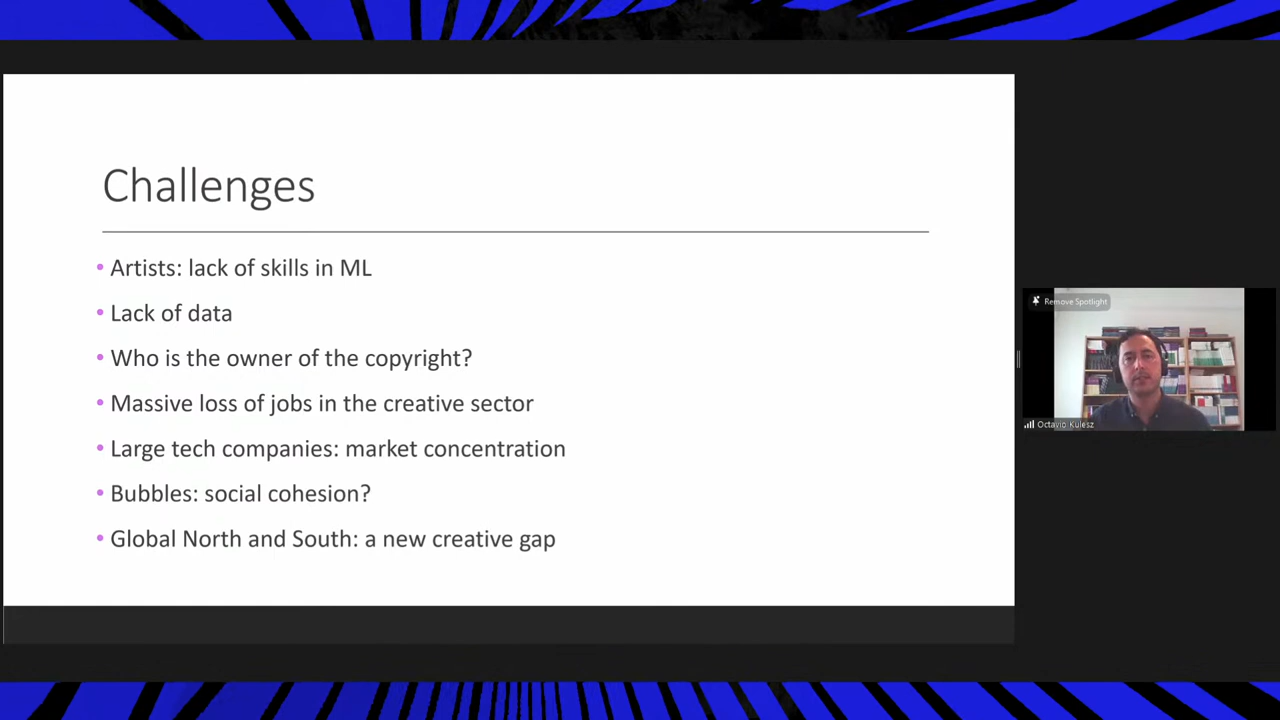 Challenges
• Artists: lack of skills in ML
• Lack of data
• Who is the owner of the copyright?
• Massive loss of jobs in the creative sector
• Large tech companies: market concentration
• Bubbles: social cohesion?
• Global North and South: a new creative gap
Remove Spotlight
Octavio Kulesz